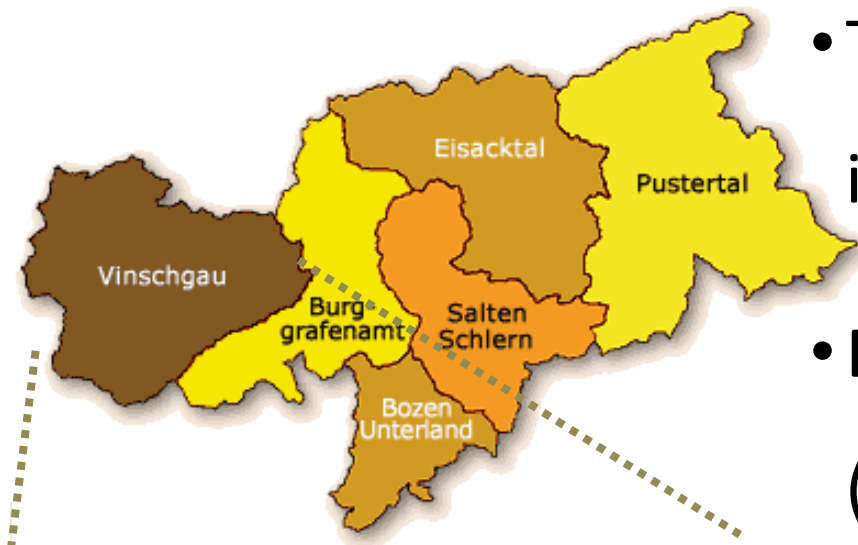 Eisacktal
Pustertal
Vinschgau
Burg
grafenamt
Salten
Schlern
Bozen
Unterland